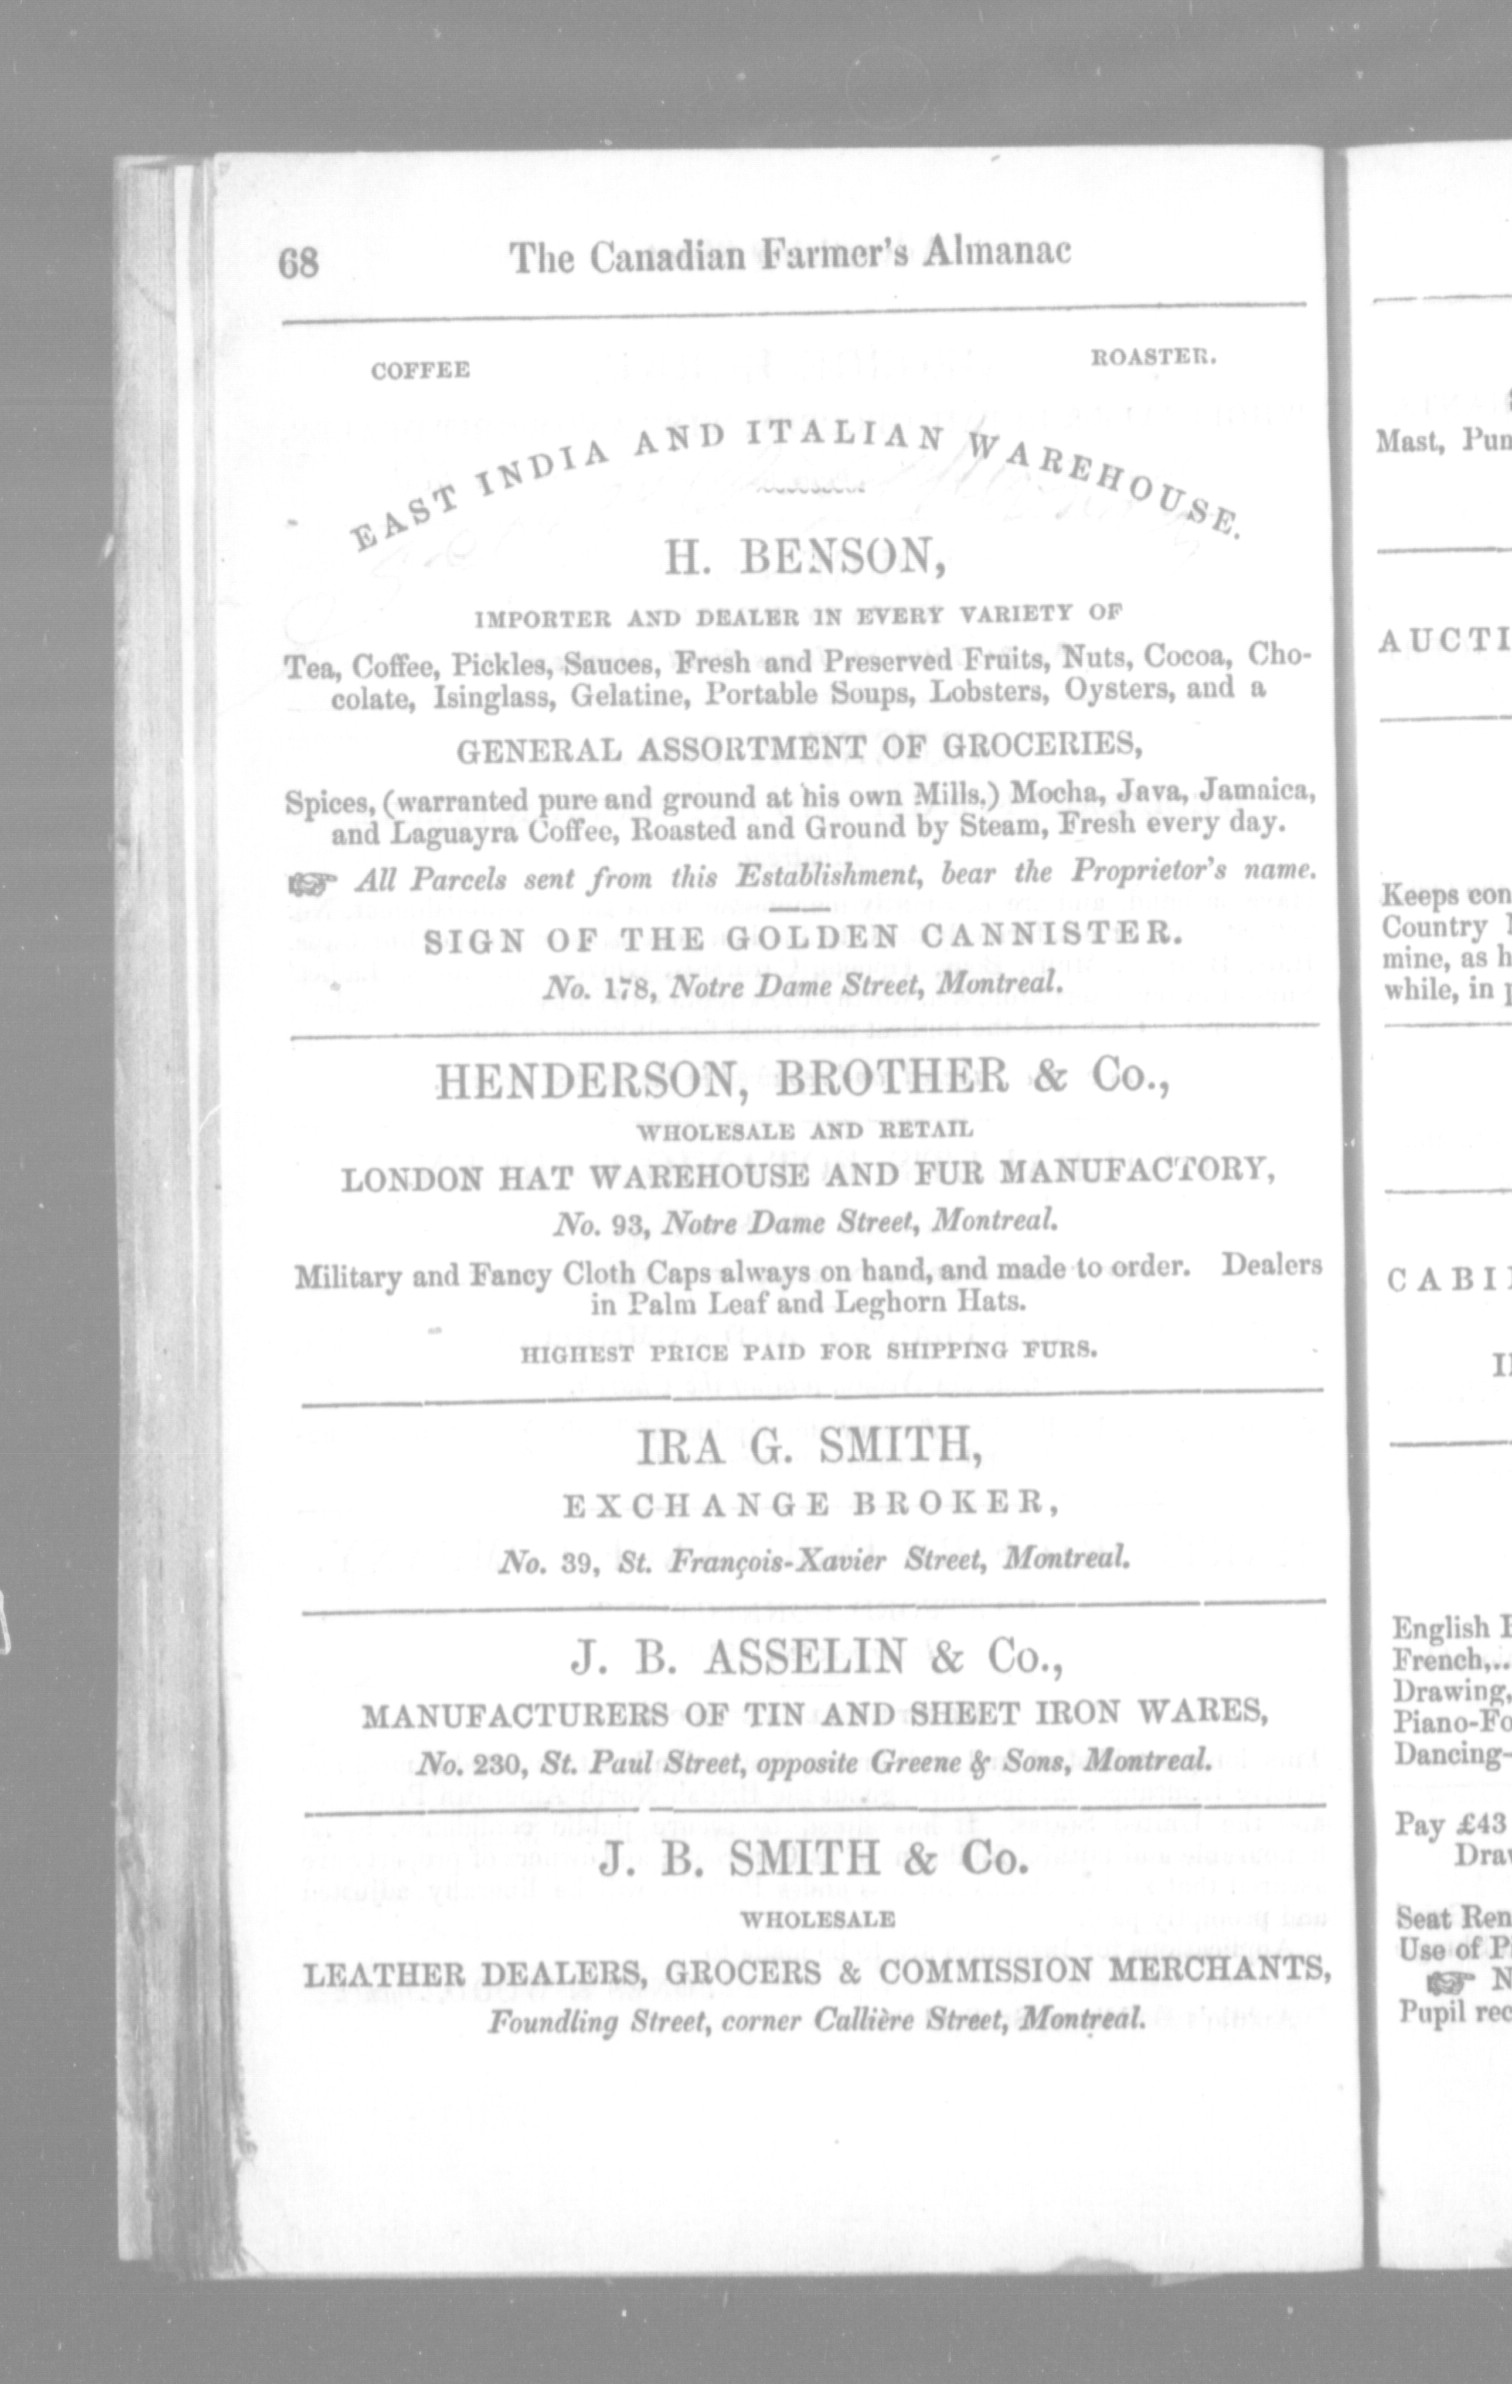 68 The Canadian Farmer's Almanac
COFFEE ROASTER.
EAST INDIA AND ITALIAN WAREHOUSE.
H. BENSON,
IMPORTER AND DEALER IN EVERY VARIETY OF
Tea, Coffee, Pickles, Sauces, Fresh and Preserved Fruits, Nuts, Cocoa, Cho-
colate, Isinglass, Gelatine, Portable Soups, Lobsters, Oysters, and a
GENERAL ASSORTMENT OF GROCERIES,
Spices, (warranted pure and ground at his own Mills.) Mocha, Java, Jamaica,
and Laguayra Coffee, Roasted and Ground by Steam, Fresh every day.
☞ All Parcels sent from this Establishment, bear the Proprietor's name.
SIGN OF THE GOLDEN CANNISTER.
No. 178, Notre Dame Street, Montreal.
HENDERSON, BROTHER & Co.,
WHOLESALE AND RETAIL
LONDON HAT WAREHOUSE AND FUR MANUFACTORY,
No. 93, Notre Dame Street, Montreal.
Military and Fancy Cloth Caps always on hand, and made to order. Dealers
in Palm Leaf and Leghorn Hats.
HIGHEST PRICE PAID FOR SHIPPING FURS.
IRA G. SMITH,
EXCHANGE BROKER,
No. 39, St. François-Xavier Street, Montreal.
J. B. ASSELIN & Co.,
MANUFACTURERS OF TIN AND SHEET IRON WARES,
No. 230, St. Paul Street, opposite Greene & Sons, Montreal.
J. B. SMITH & Co.
WHOLESALE
LEATHER DEALERS, GROCERS & COMMISSION MERCHANTS,
Foundling Street, corner Callière Street, Montreal.
Mast, Pum
AUCTI
Keeps con
Country
mine, as h
while, in
CABI
English
French,..
Drawing,
Piano-Fo
Dancing-
Pay £43
Draw
Seat Ren
Use of P
☞ N
Pupil rec